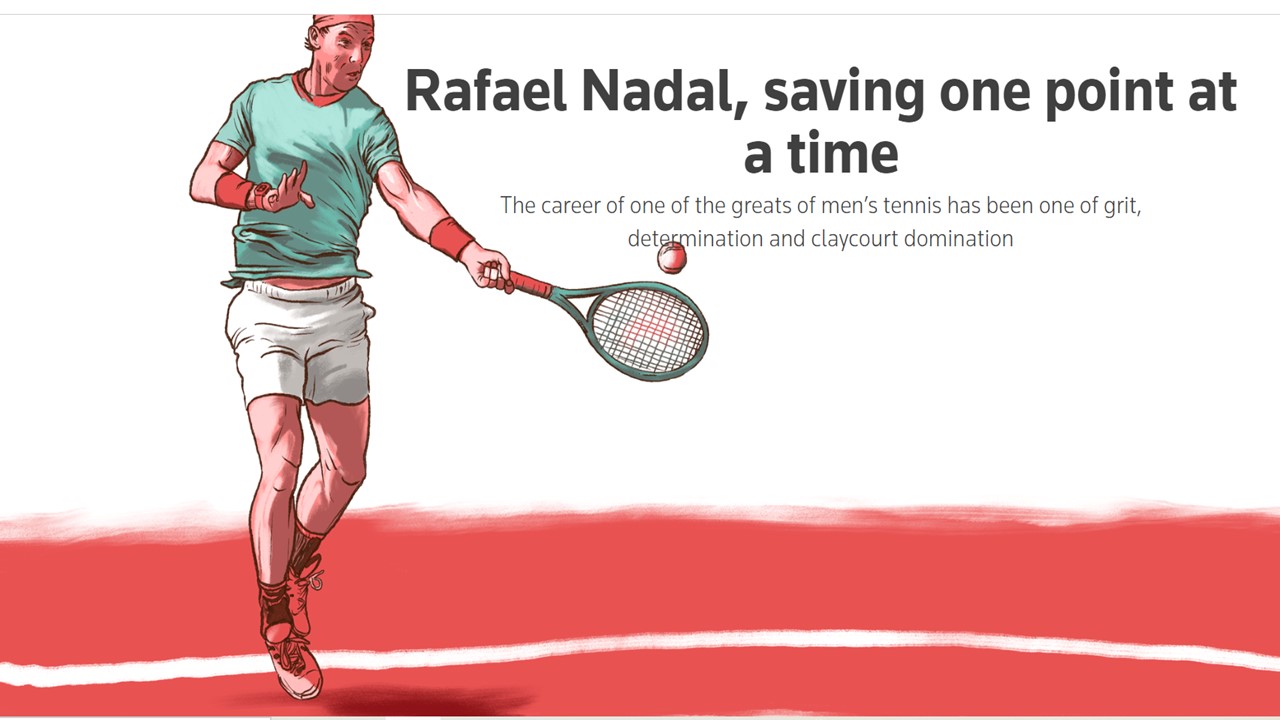 Rafael Nadal, saving one point at
a time
The career of one of the greats of men’s tennis has been one of grit,
determination and claycourt domination